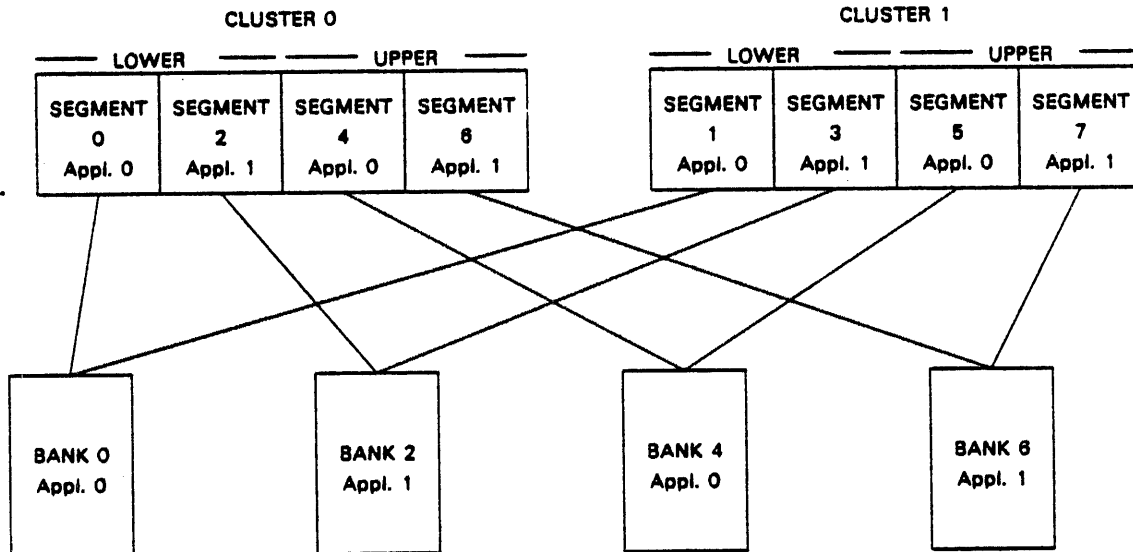 CLUSTER 0
CLUSTER 1
LOWER UPPER
LOWER UPPER
SEGMENT
0
Appl. 0
SEGMENT
2
Appl. 1
SEGMENT
4
Appl. 0
SEGMENT
6
Appl. 1
SEGMENT
1
Appl. 0
SEGMENT
3
Appl. 1
SEGMENT
5
Appl. 0
SEGMENT
7
Appl. 1
BANK 0
Appl. 0
BANK 2
Appl. 1
BANK 4
Appl. 0
BANK 6
Appl. 1